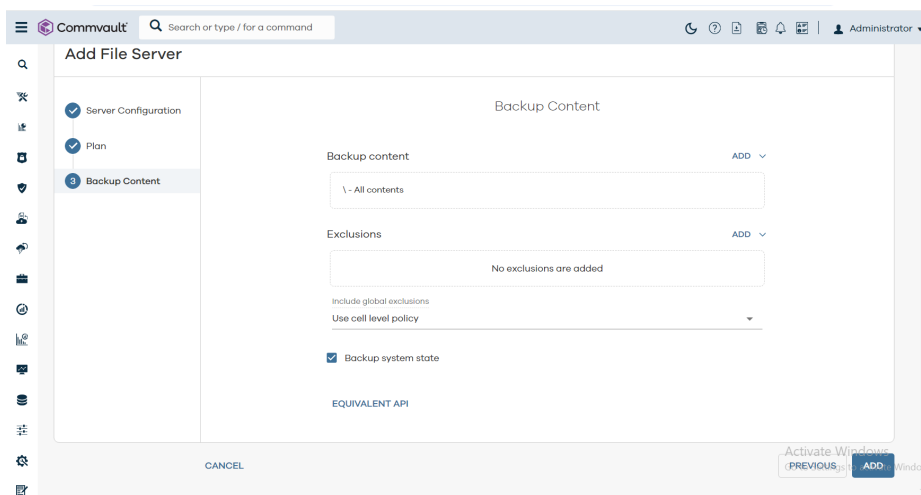 Commvault
Search or type / for a command
Administrator
Add File Server
Server Configuration
Plan
3 Backup Content
Backup Content
Backup content
ADD
\ - All contents
Exclusions
ADD
No exclusions are added
Include global exclusions
Use cell level policy
Backup system state
EQUIVALENT API
Activate Windows
CANCEL
PREVIOUS
ADD